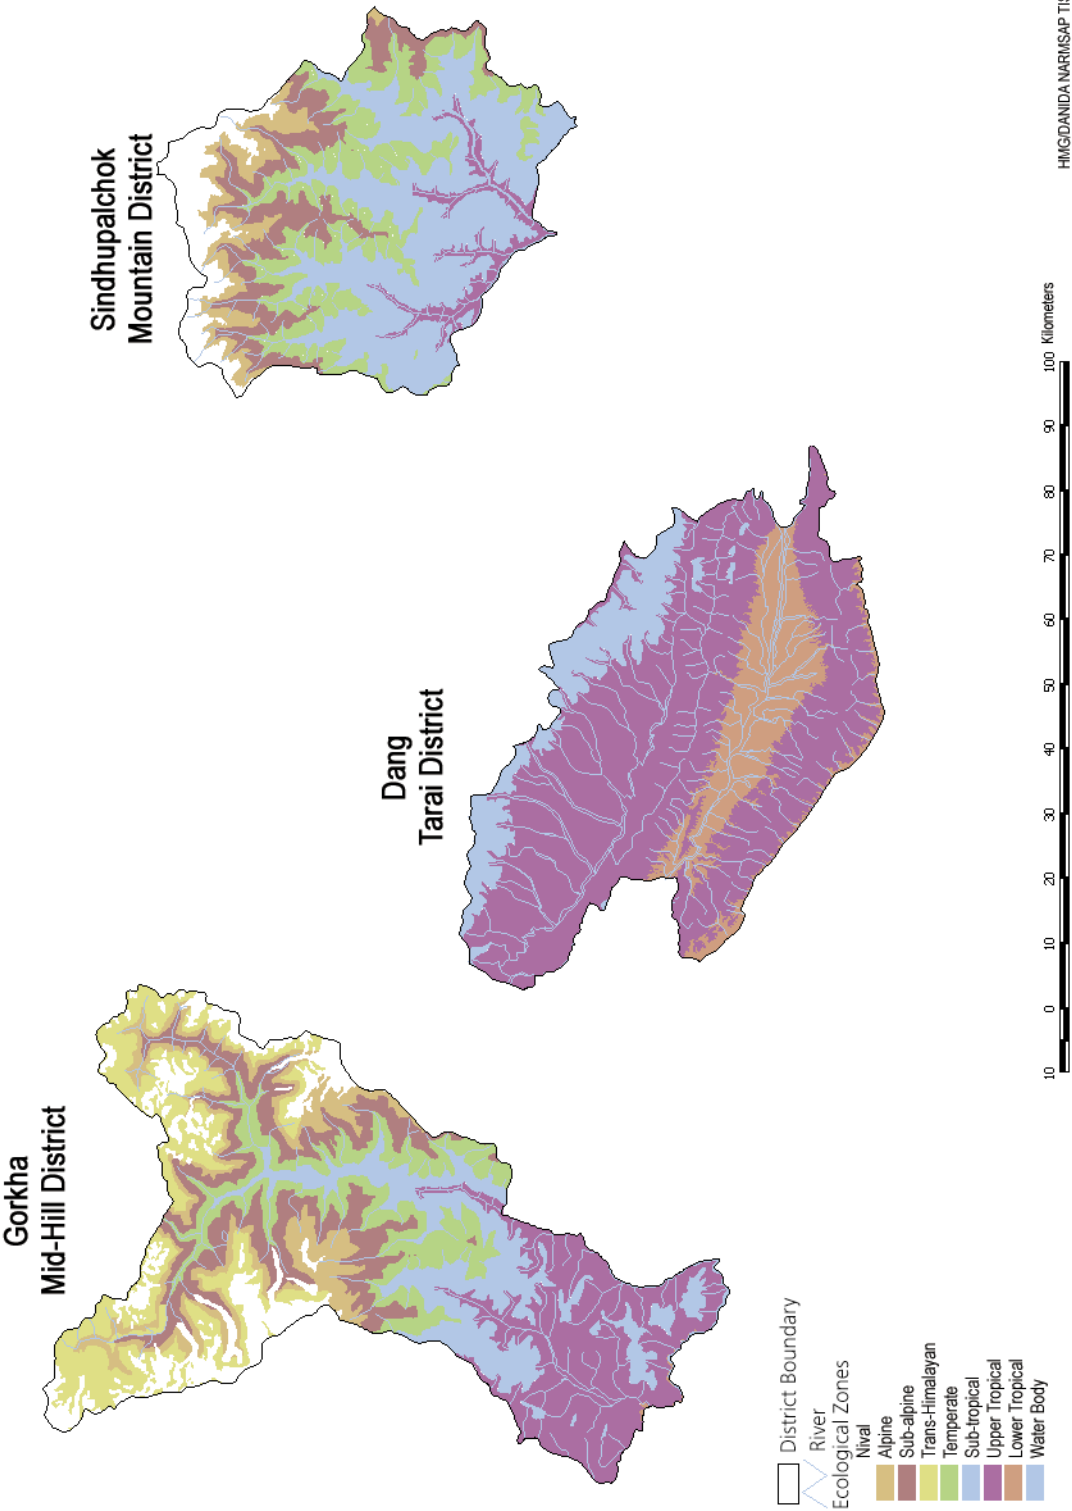 Gorkha
Mid-Hill District
Dang
Tarai District
Sindhupalchok
Mountain District
District Boundary
River
Ecological Zones
Nival
Alpine
Sub-alpine
Trans-Himalayan
Temperate
Sub-tropical
Upper Tropical
Lower Tropical
Water Body
10 0 10 20 30 40 50 60 70 80 90 100 Kilometers
HMG/DANIDA NARMSAP